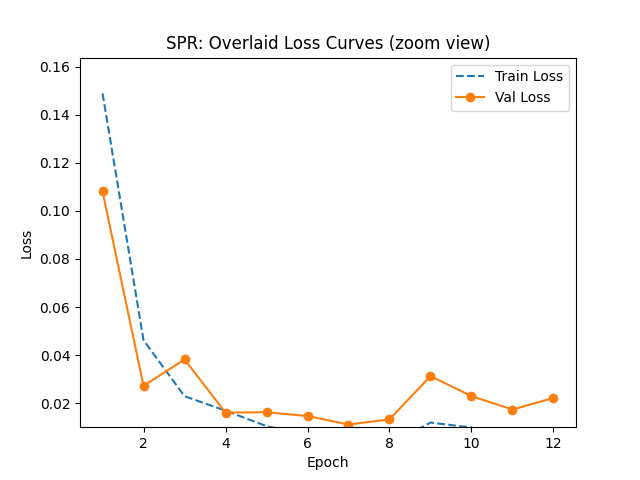 SPR: Overlaid Loss Curves (zoom view)
Train Loss
Val Loss
0.16
0.14
0.12
0.10
0.08
0.06
0.04
0.02
Loss
2 4 6 8 10 12
Epoch